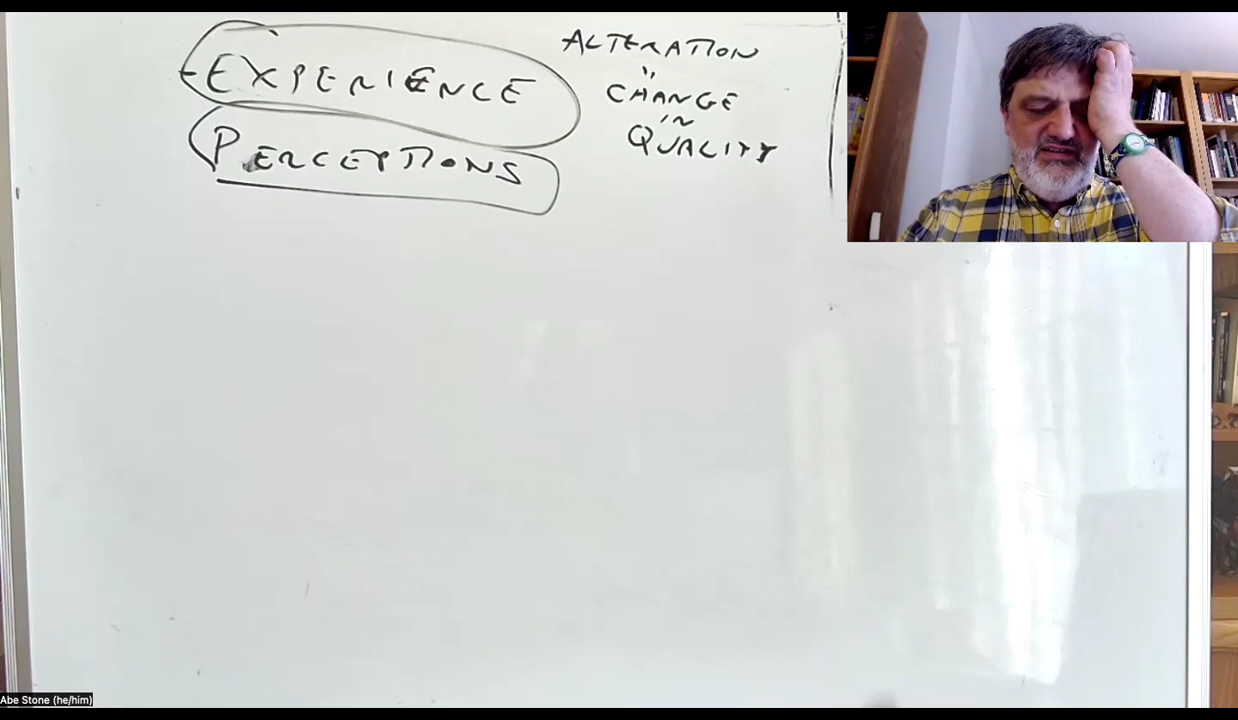 EXPERIENCE
PERCEPTIONS
ALTERATION
"
CHANGE
IN
QUALITY
Abe Stone (he/him)